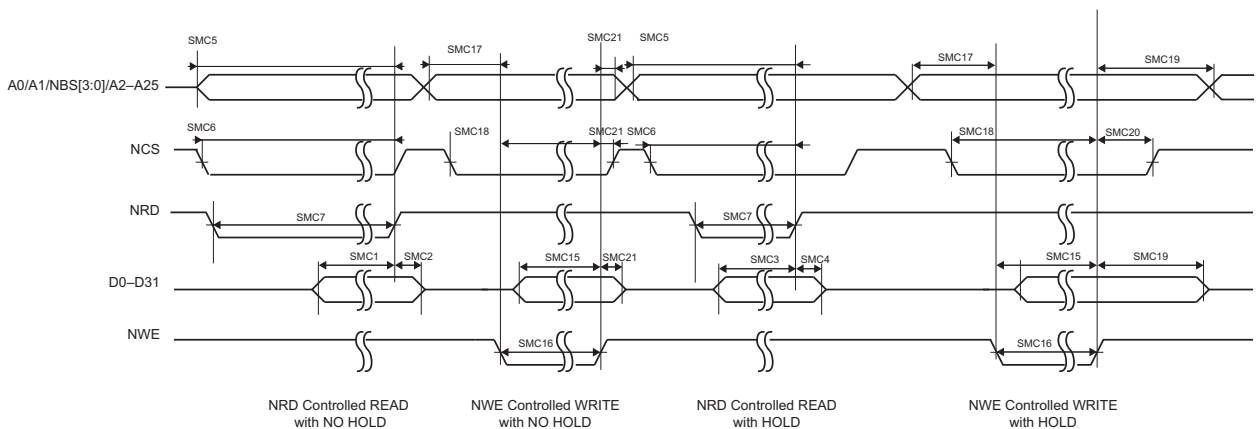 SMC5
SMC17
SMC21
SMC5
SMC17
SMC19
A0/A1/NBS[3:0]/A2–A25
SMC6
SMC18
SMC21
SMC6
SMC18
SMC20
NCS
NRD
SMC7
SMC7
SMC1
SMC2
SMC15
SMC21
SMC3
SMC4
SMC15
SMC19
D0–D31
NWE
SMC16
SMC16
NRD Controlled READ
with NO HOLD
NWE Controlled WRITE
with NO HOLD
NRD Controlled READ
with HOLD
NWE Controlled WRITE
with HOLD